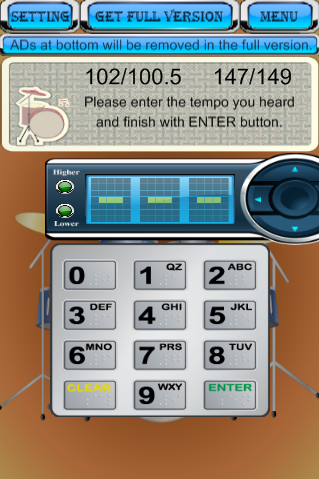 SETTING GET FULL VERSION MENU
ADs at bottom will be removed in the full version.
102/100.5 147/149
Please enter the tempo you heard
and finish with ENTER button.
Higher
Lower
0 1 QZ 2 ABC
3 DEF 4 GHI 5 JKL
6 MNO 7 PRS 8 TUV
CLEAR 9 WXY ENTER